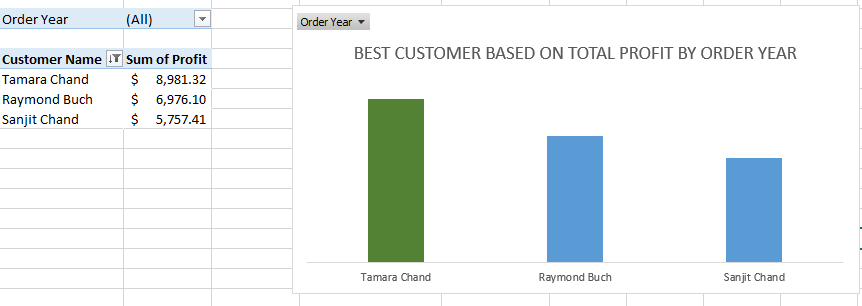 Order Year (All)
Customer Name Sum of Profit
Tamara Chand $ 8,981.32
Raymond Buch $ 6,976.10
Sanjit Chand $ 5,757.41
Order Year
BEST CUSTOMER BASED ON TOTAL PROFIT BY ORDER YEAR
Tamara Chand Raymond Buch Sanjit Chand